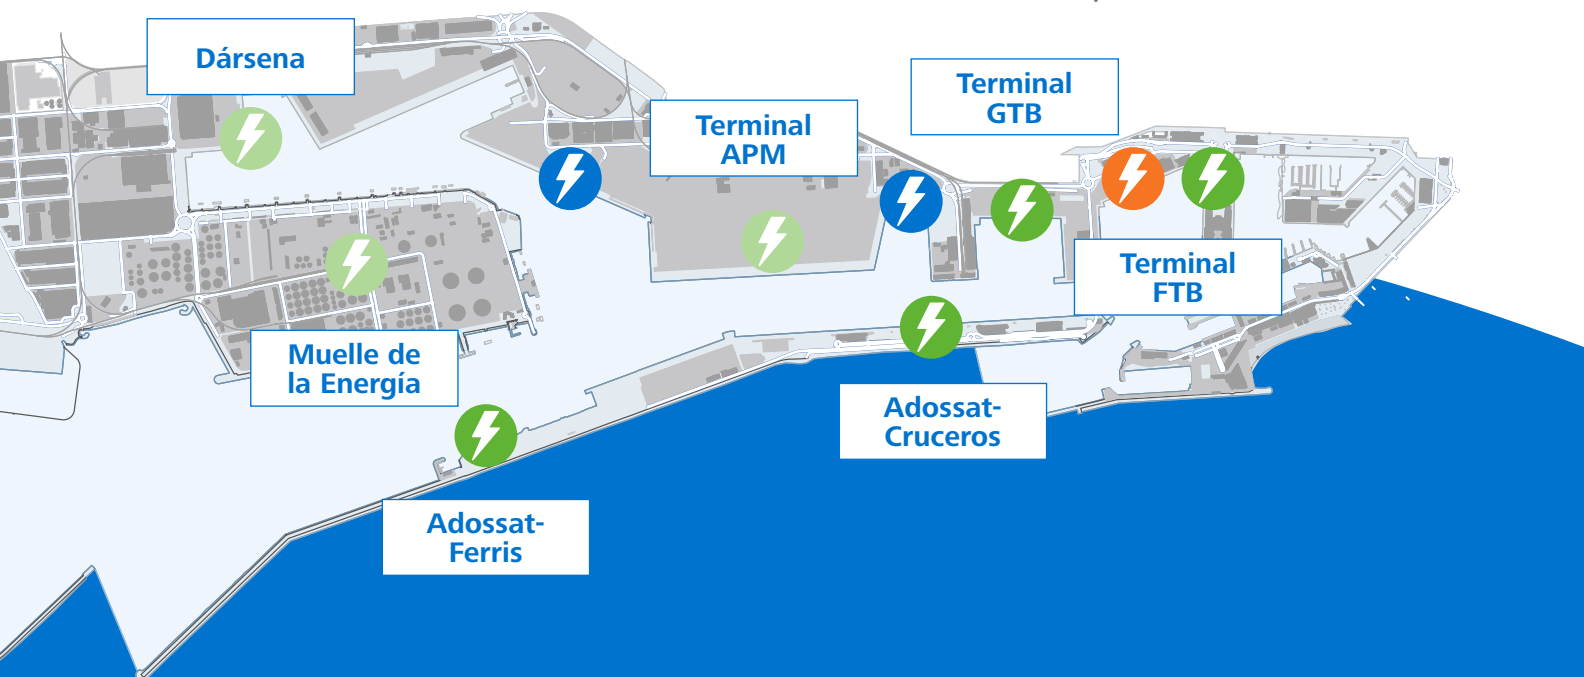 Dársena
Terminal
GTB
Terminal
APM
Terminal
FTB
Muelle de
la Energía
Adossat-
Cruceros
Adossat-
Ferris